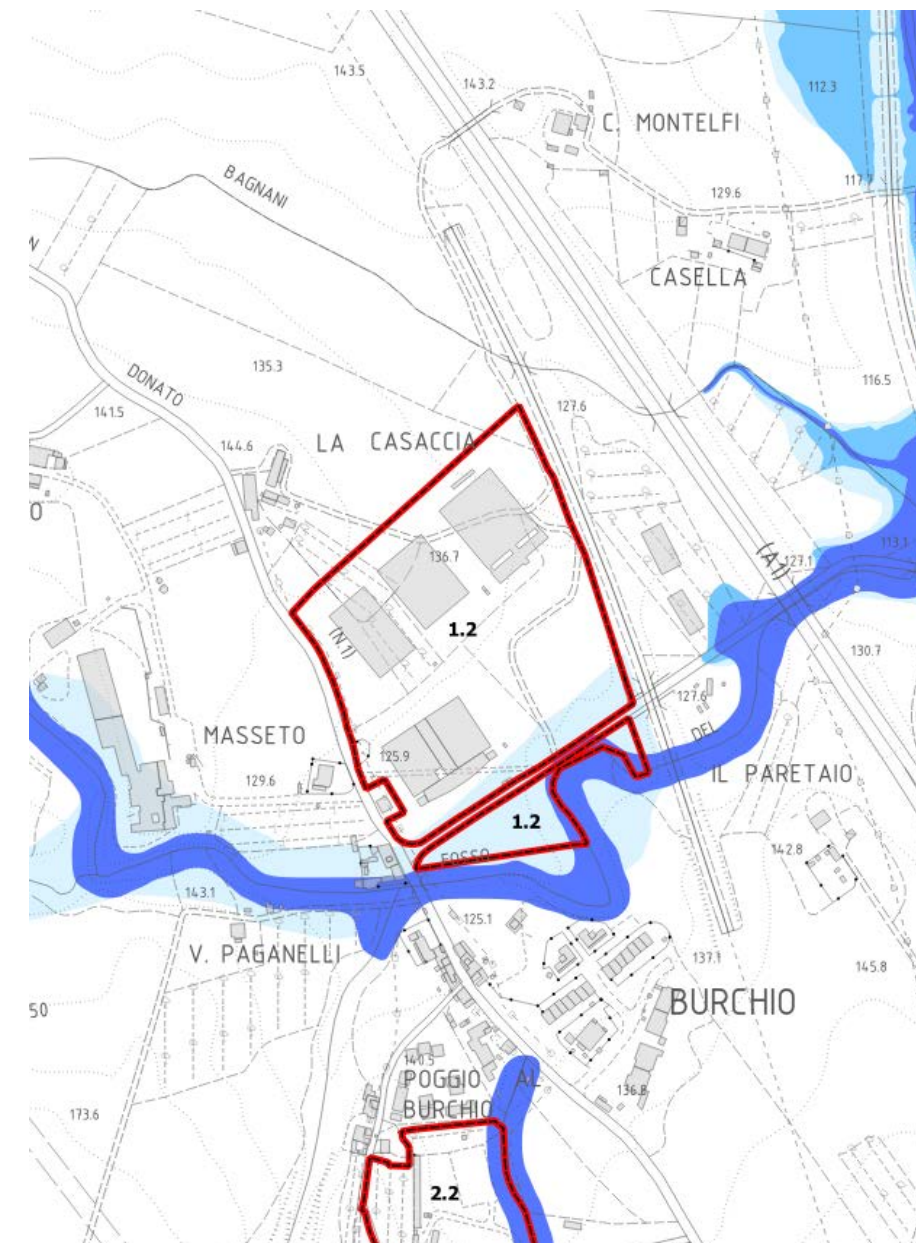 143.5
143.2
C. MONTELFI
112.3
BAGNANI
129.6
117.7
CASELLA
DONATO
135.3
116.5
141.5
127.6
144.6
LA CASACCIA
O
136.7
(A1)
127.1
113.1
1.2
(N.1)
130.7
127.6
MASSETO
125.9
DEL
IL PARETAIO
129.6
1.2
FOSSO
142.8
143.1
125.1
V. PAGANELLI
137.1
145.8
50
BURCHIO
140.5
POGGIO AL
BURCHIO
136.8
173.6
2.2